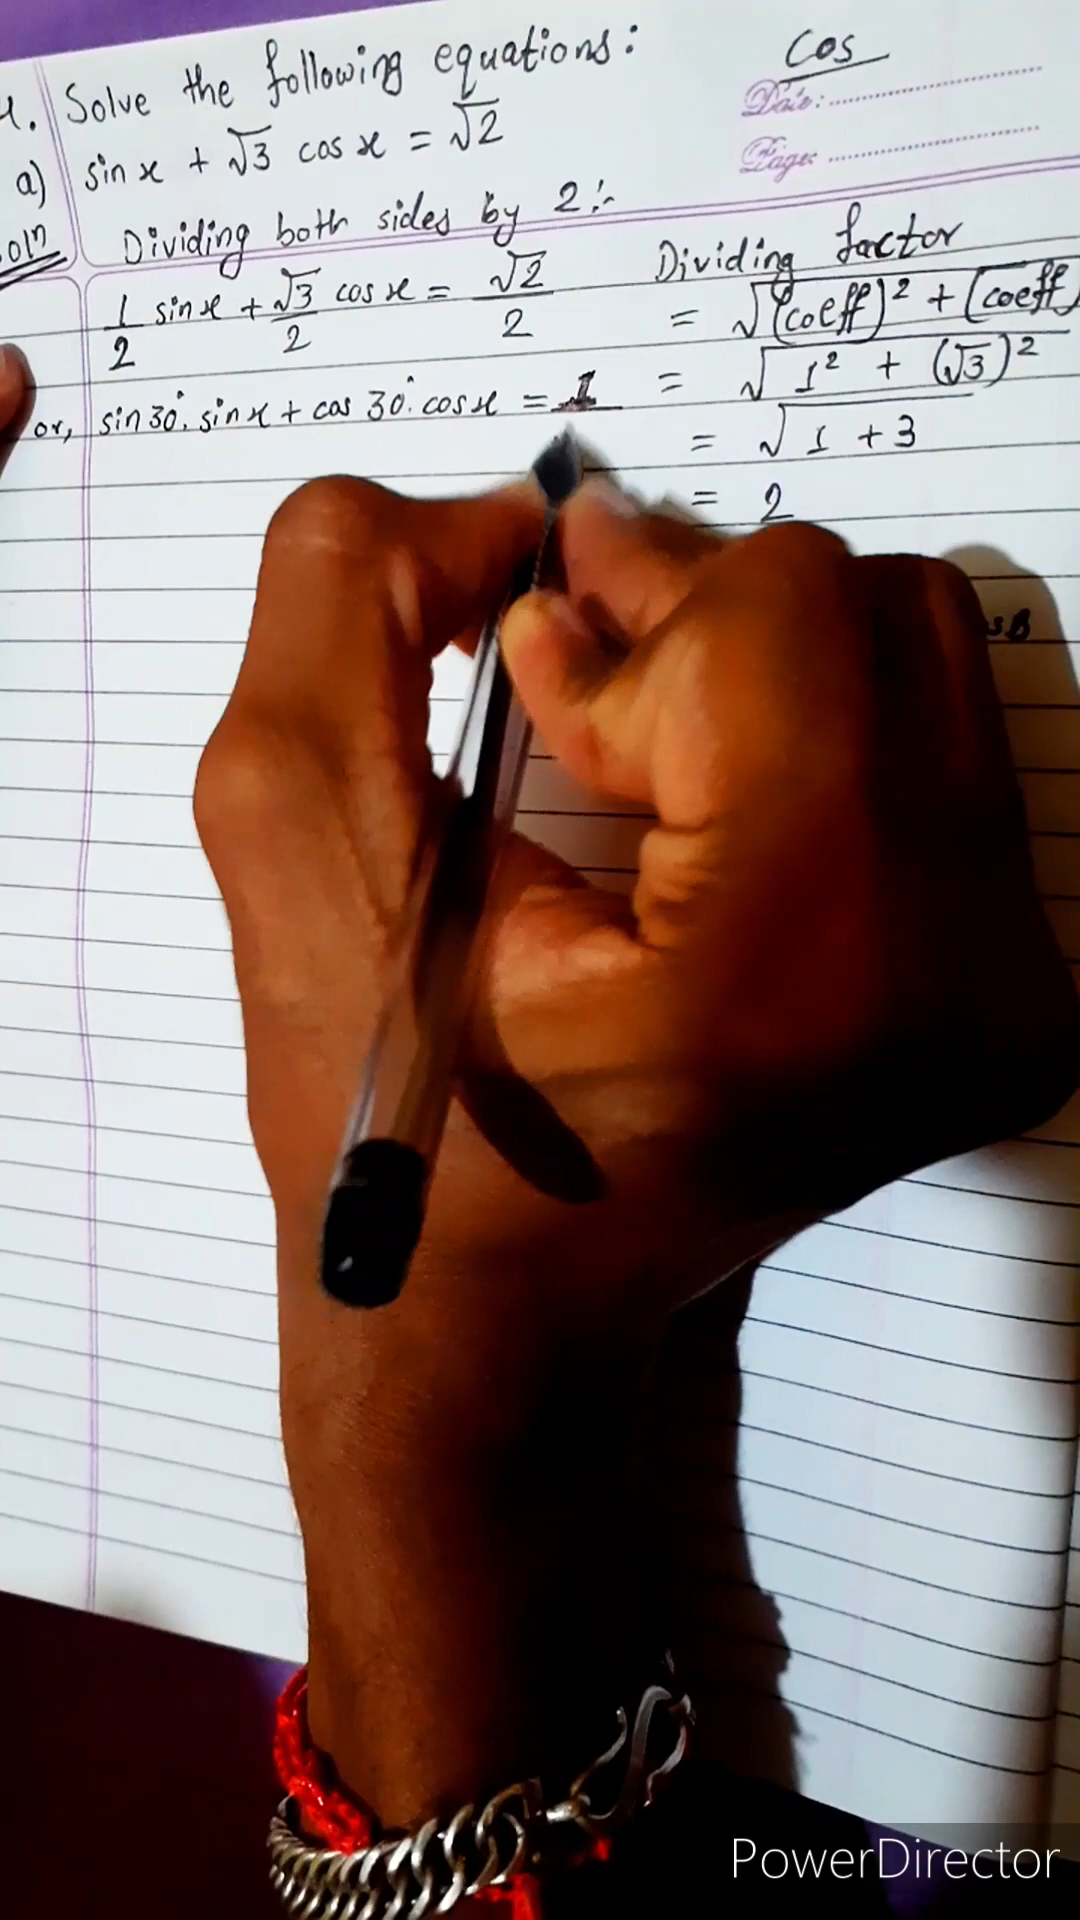 4. Solve the following equations:
a) sin x + √3 cos x = √2
Soln Dividing both sides by 2:-
1/2 sin x + √3/2 cos x = √2/2
or, sin 30°. sin x + cos 30°. cos x = 1
Cos
Date:
Page:
Dividing factor
= √(coeff)² + (coeff
= √1² + (√3)²
= √1 + 3
= 2
sB
PowerDirector